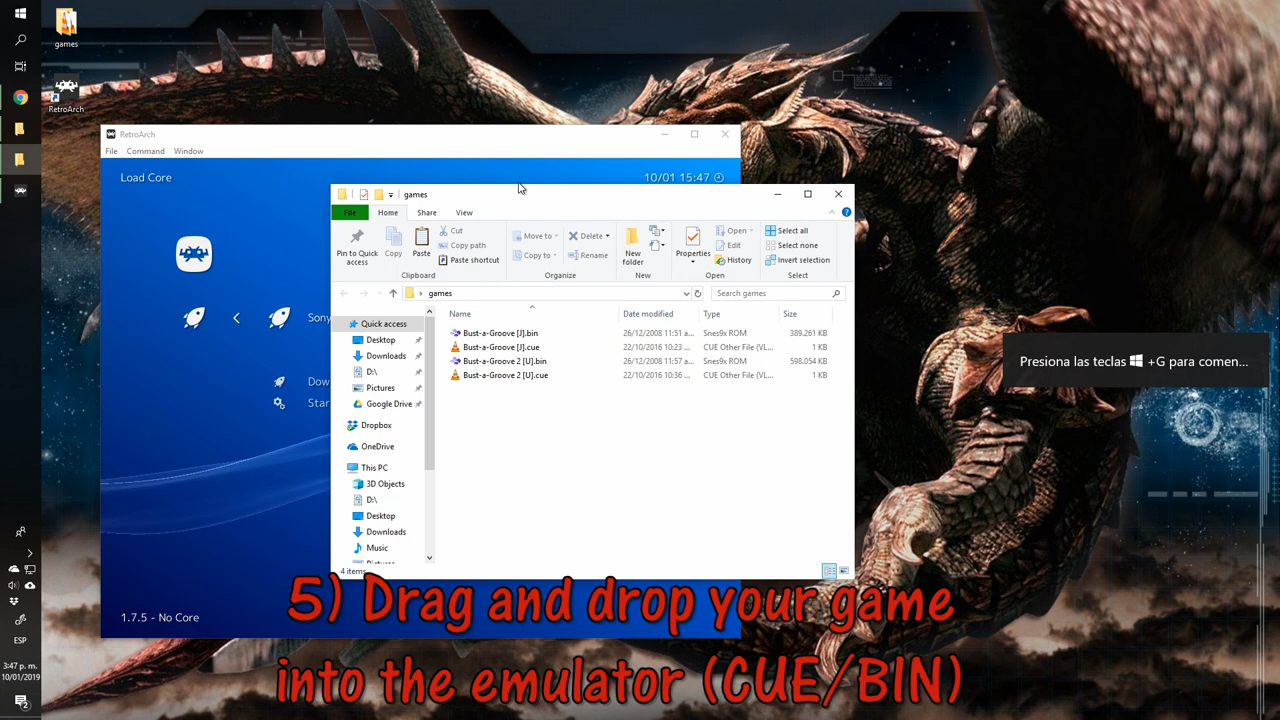 games
RetroArch
RetroArch
File Command Window
Load Core
10/01 15:47
Sony
Dow
Star
1.7.5 - No Core
games
File Home Share View
Pin to Quick access
Copy
Paste
Cut
Copy path
Paste shortcut
Clipboard
Move to
Copy to
Delete
Rename
Organize
New folder
New
Properties
Open
Edit
History
Open
Select all
Select none
Invert selection
Select
games
Search games
Name Date modified Type Size
Bust-a-Groove [J].bin 26/12/2008 11:51 a... Snes9x ROM 389.261 KB
Bust-a-Groove [J].cue 22/10/2016 10:23 ... CUE Other File (VL... 1 KB
Bust-a-Groove 2 [U].bin 26/12/2008 11:57 a... Snes9x ROM 598.054 KB
Bust-a-Groove 2 [U].cue 22/10/2016 10:36 ... CUE Other File (VL... 1 KB
Quick access
Desktop
Downloads
D:\
Pictures
Google Drive
Dropbox
OneDrive
This PC
3D Objects
D:\
Desktop
Downloads
Music
Pictures
4 items
Presiona las teclas +G para comen...
5) Drag and drop your game
into the emulator (CUE/BIN)
ESP
3:47 p. m.
10/01/2019
2